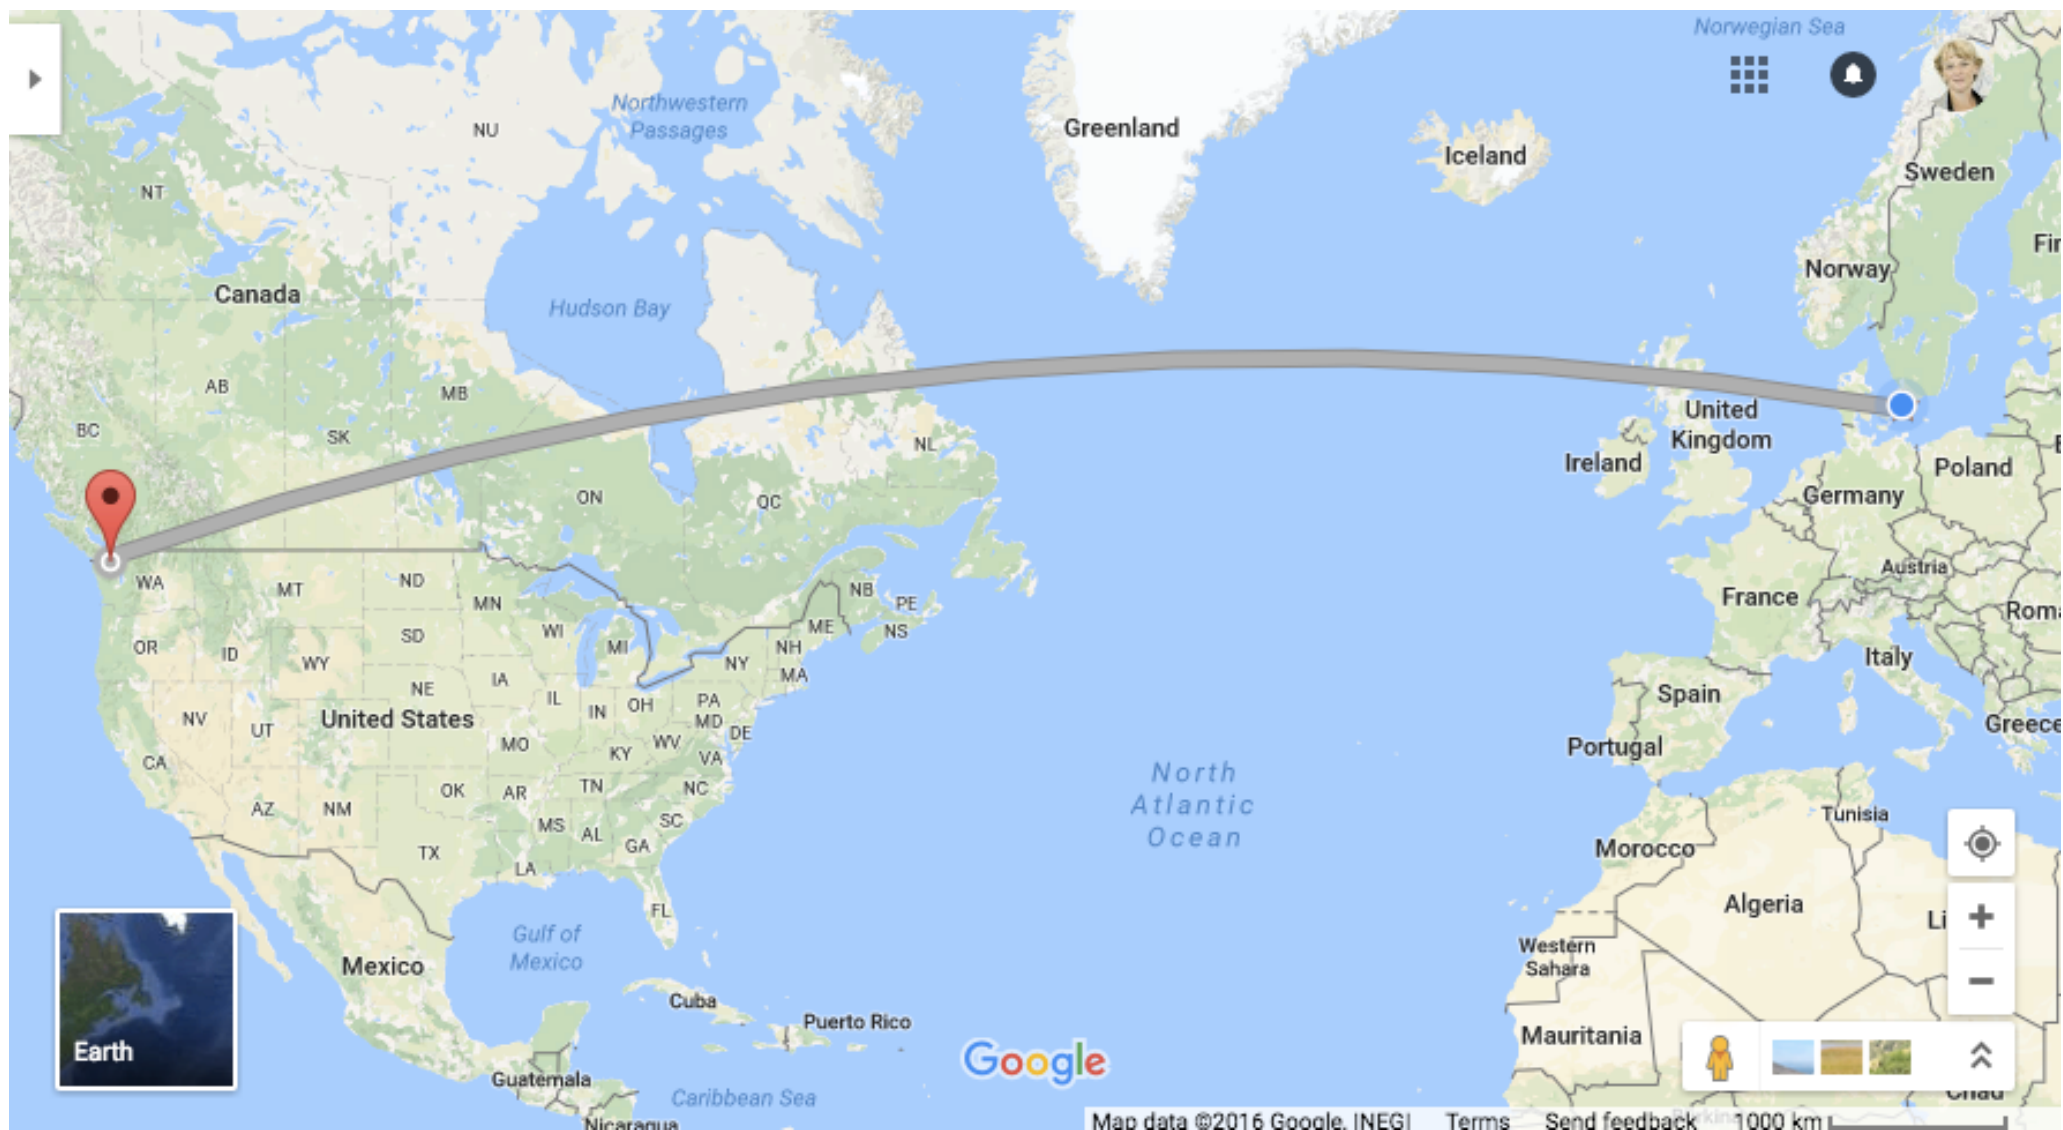 Norwegian Sea
Northwestern
Passages
NU
Greenland
Iceland
Sweden
NT
Fin
Norway
Canada
Hudson Bay
AB
MB
BC
SK
NL
United
Kingdom
Ireland
Poland
Germany
ON
QC
Austria
WA
MT
ND
MN
NB
PE
France
Roma
OR
ID
SD
WI
MI
ME
NS
WY
NH
NY
MA
Italy
IA
NE
IL
IN
OH
PA
Spain
NV
UT
United States
MD
DE
Greece
MO
KY
WV
VA
Portugal
CA
North
Atlantic
Ocean
OK
AR
TN
NC
AZ
NM
MS
AL
SC
Tunisia
TX
GA
Morocco
LA
FL
Algeria
Li
Gulf of
Mexico
Western
Sahara
Mexico
Cuba
Puerto Rico
Mauritania
Earth
Google
Guatemala
Caribbean Sea
Chad
Nicaragua
Map data ©2016 Google, INEGI Terms Send feedback 1000 km